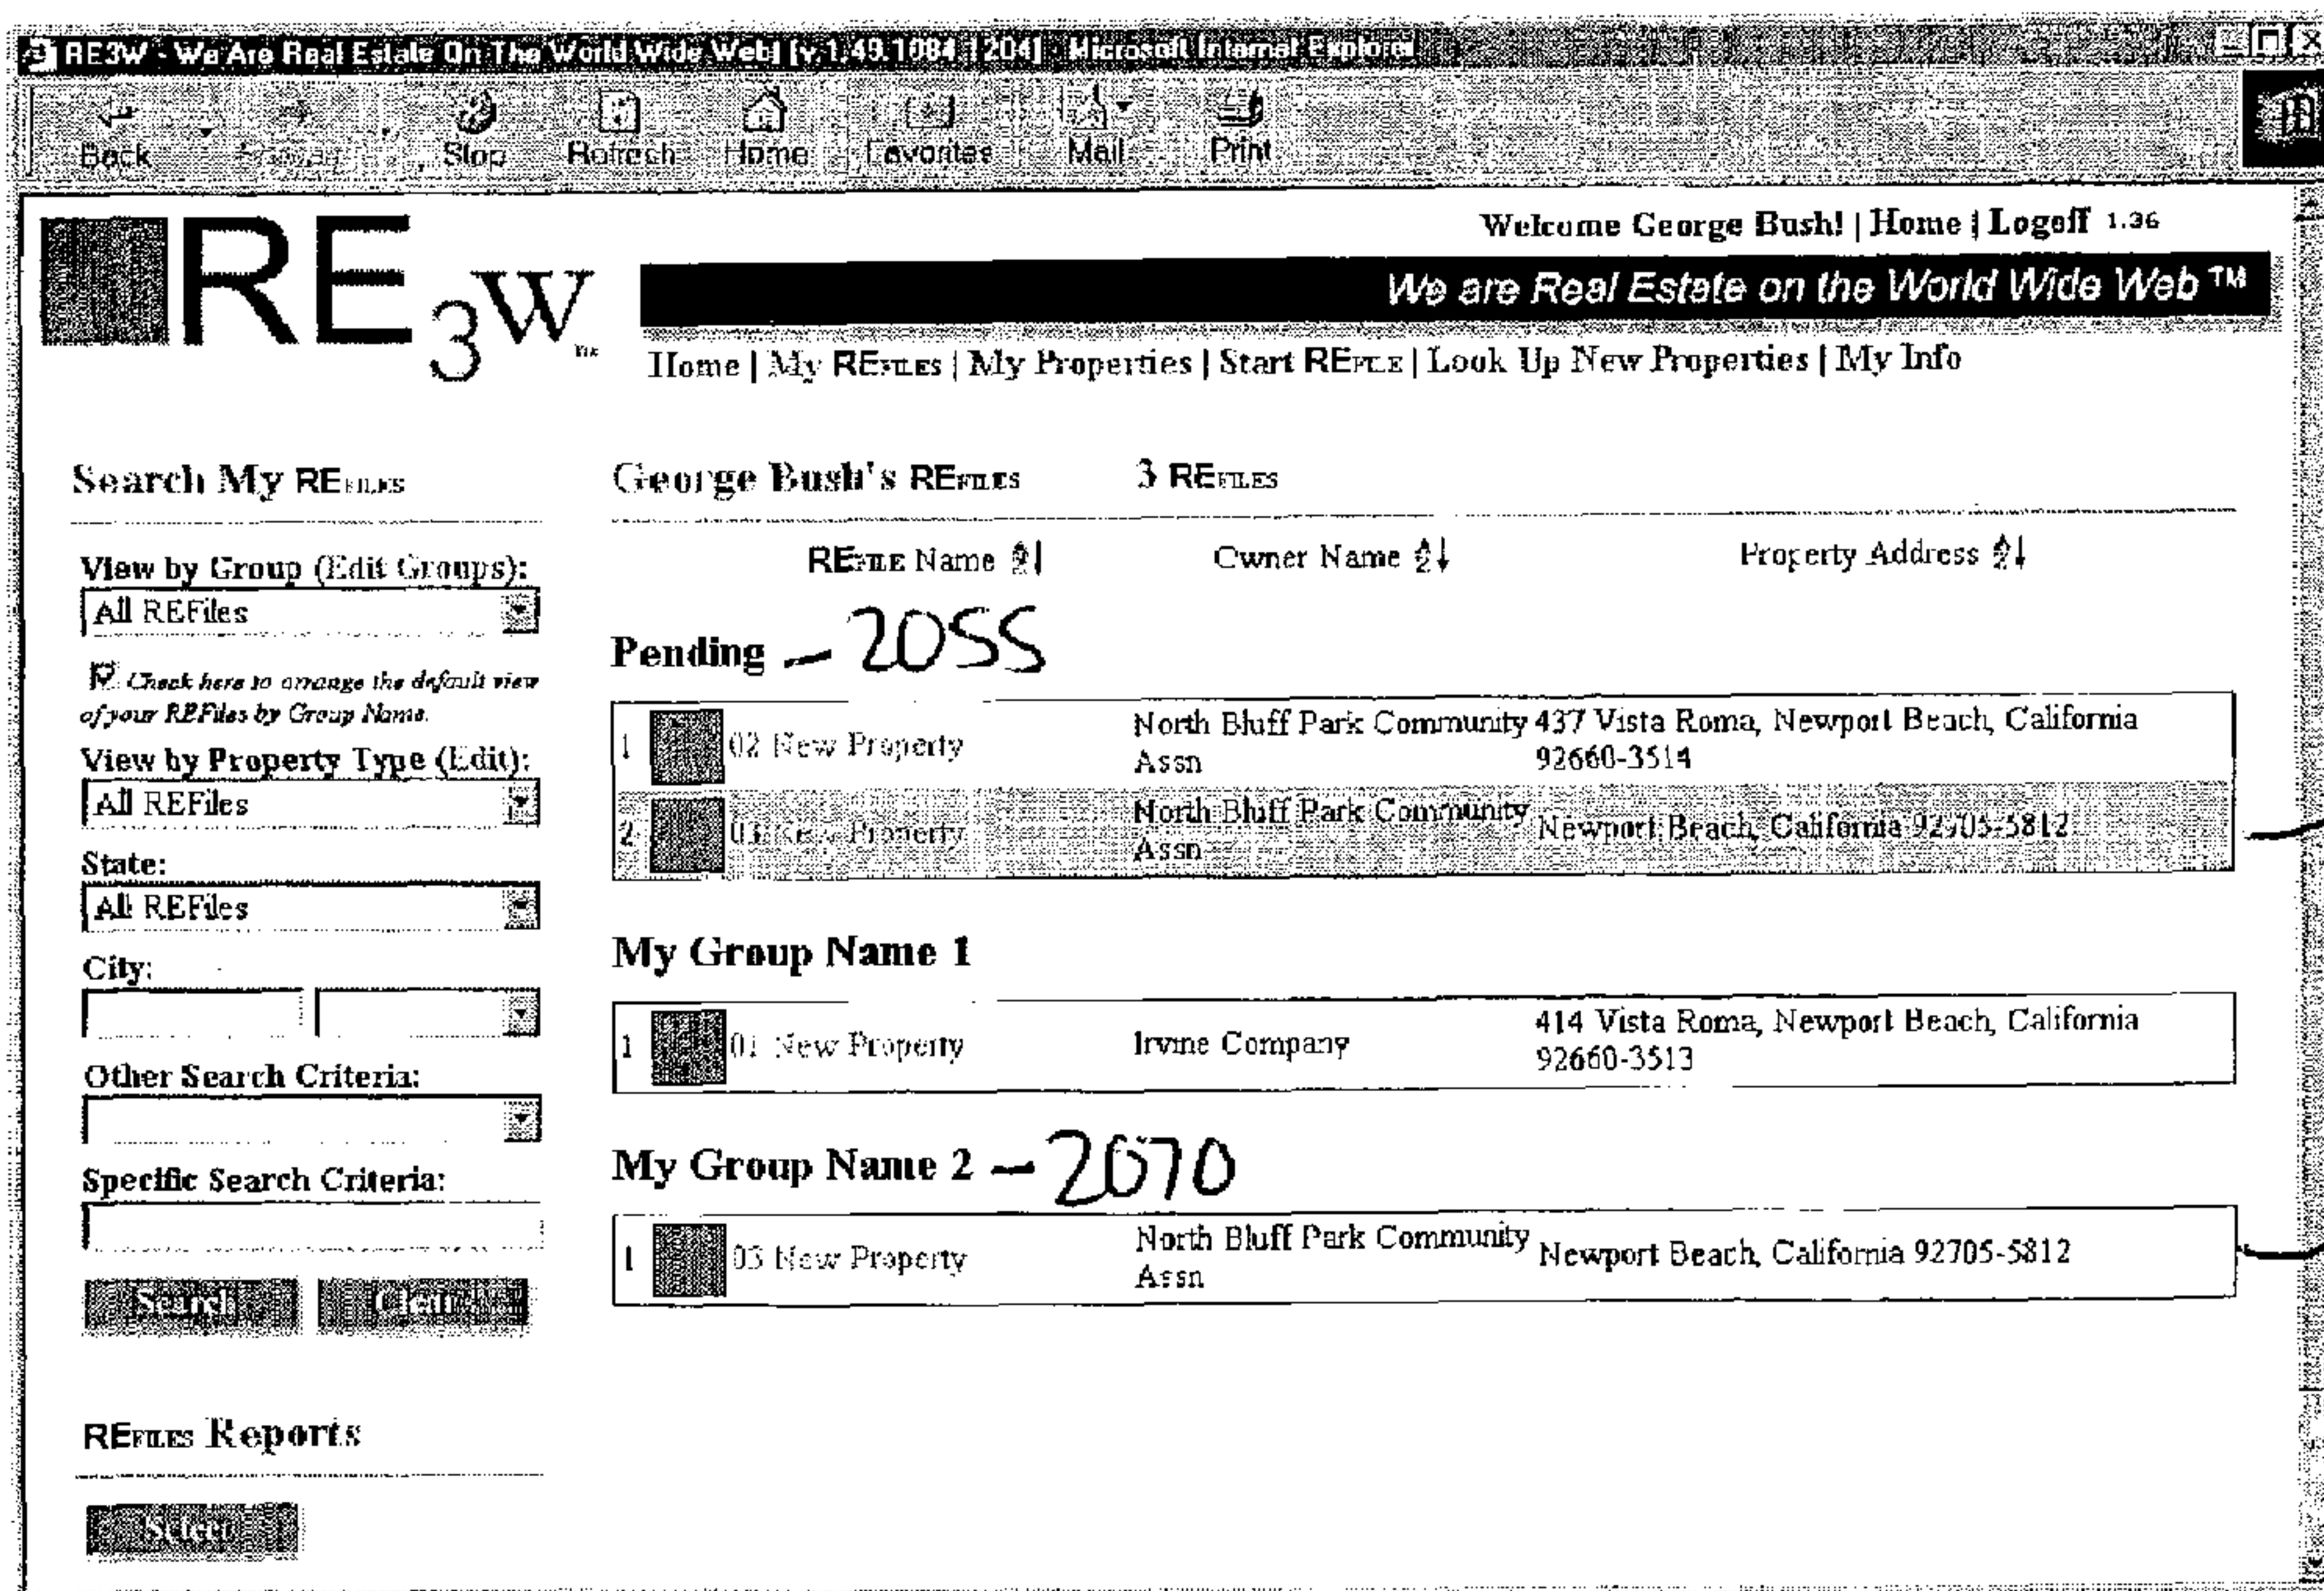 RE3W - We Are Real Estate On The World Wide Web! [v.1.49.1084] [204] - Microsoft Internet Explorer
Back Forward Stop Refresh Home Favorites Mail Print
Welcome George Bush! | Home | Logoff 1.36
RE3W TM
We are Real Estate on the World Wide Web ™
Home | My REFILES | My Properties | Start REFILE | Look Up New Properties | My Info
Search My REFILES
George Bush's REFILES 3 REFILES
REFILE Name Owner Name Property Address
View by Group (Edit Groups):
All REFiles
Check here to arrange the default view
of your REFiles by Group Name.
View by Property Type (Edit):
All REFiles
State:
All REFiles
City:
Other Search Criteria:
Specific Search Criteria:
Search Clear
REFILES Reports
Select
Pending - 2055
1 02 New Property North Bluff Park Community Assn 437 Vista Roma, Newport Beach, California 92660-3514
2 03 New Property North Bluff Park Community Assn Newport Beach, California 92705-5812
My Group Name 1
1 01 New Property Irvine Company 414 Vista Roma, Newport Beach, California 92660-3513
My Group Name 2 - 2070
1 03 New Property North Bluff Park Community Assn Newport Beach, California 92705-5812